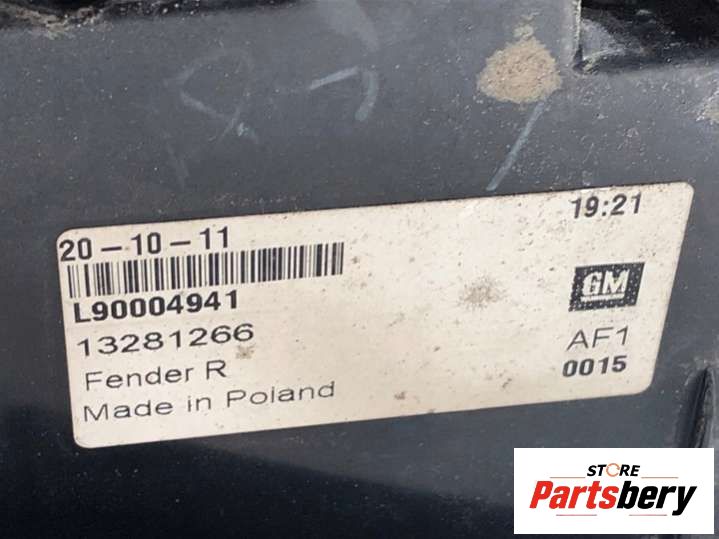 20-10-11 19:21
L90004941
13281266
Fender R
Made in Poland
GM
AF1
0015
STORE
Partsbery